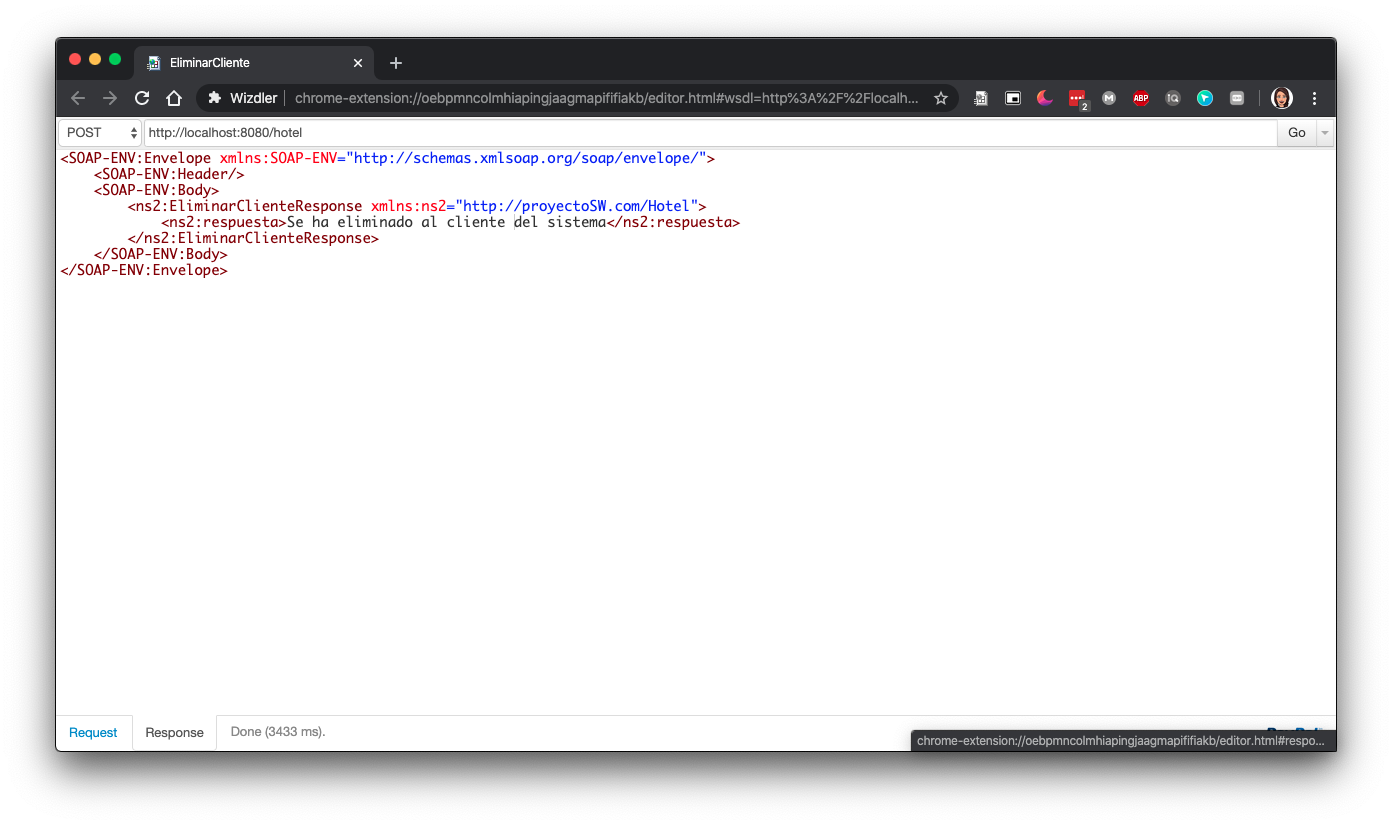 EliminarCliente
Wizdler chrome-extension://oebpmncolmhiapingjaagmapififiakb/editor.html#wsdl=http%3A%2F%2Flocalh... 2 M ABP IQ
POST http://localhost:8080/hotel Go
<SOAP-ENV:Envelope xmlns:SOAP-ENV="http://schemas.xmlsoap.org/soap/envelope/">
<SOAP-ENV:Header/>
<SOAP-ENV:Body>
<ns2:EliminarClienteResponse xmlns:ns2="http://proyectoSW.com/Hotel">
<ns2:respuesta>Se ha eliminado al cliente del sistema</ns2:respuesta>
</ns2:EliminarClienteResponse>
</SOAP-ENV:Body>
</SOAP-ENV:Envelope>
Request Response Done (3433 ms).
chrome-extension://oebpmncolmhiapingjaagmapififiakb/editor.html#respo...